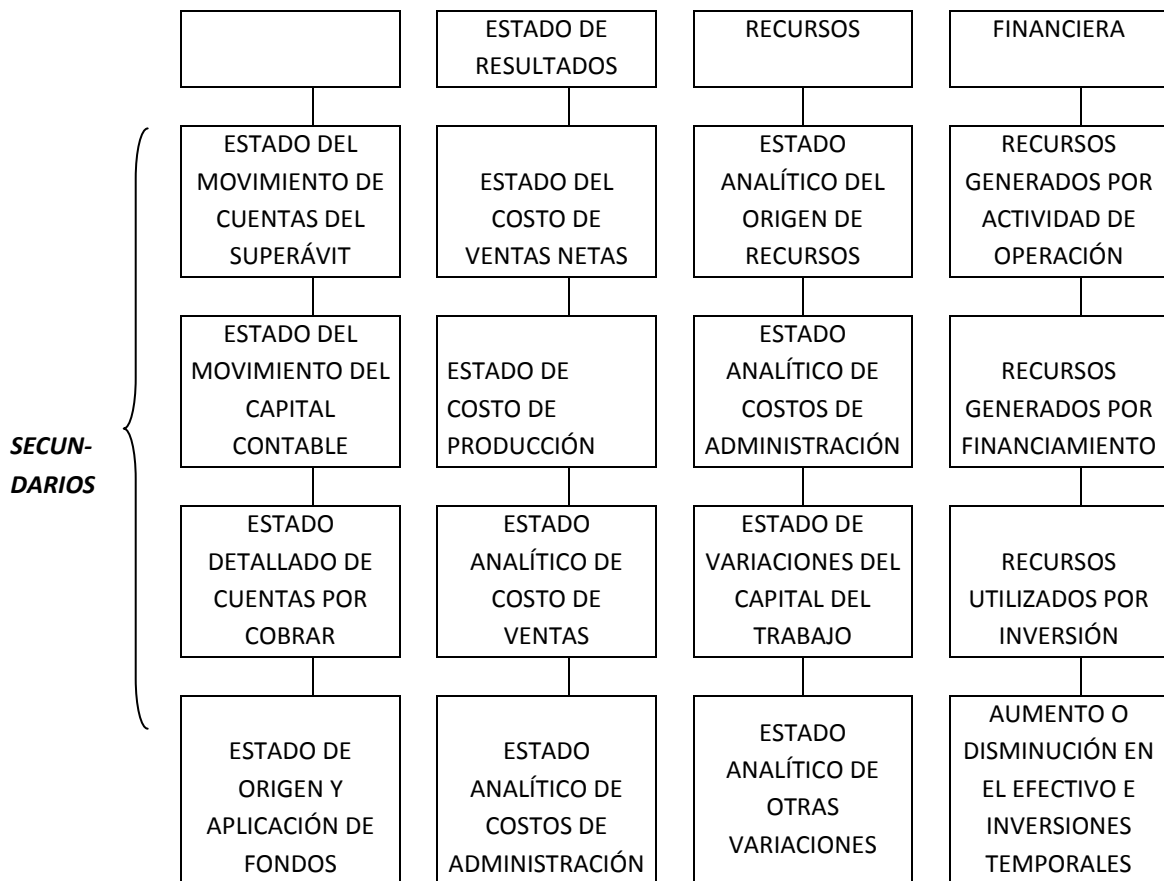 ESTADO DE
RESULTADOS
RECURSOS
FINANCIERA
SECUN-
DARIOS
ESTADO DEL
MOVIMIENTO DE
CUENTAS DEL
SUPERÁVIT
ESTADO DEL
COSTO DE
VENTAS NETAS
ESTADO
ANALÍTICO DEL
ORIGEN DE
RECURSOS
RECURSOS
GENERADOS POR
ACTIVIDAD DE
OPERACIÓN
ESTADO DEL
MOVIMIENTO DEL
CAPITAL
CONTABLE
ESTADO DE
COSTO DE
PRODUCCIÓN
ESTADO
ANALÍTICO DE
COSTOS DE
ADMINISTRACIÓN
RECURSOS
GENERADOS POR
FINANCIAMIENTO
ESTADO
DETALLADO DE
CUENTAS POR
COBRAR
ESTADO
ANALÍTICO DE
COSTO DE
VENTAS
ESTADO DE
VARIACIONES DEL
CAPITAL DEL
TRABAJO
RECURSOS
UTILIZADOS POR
INVERSIÓN
ESTADO DE
ORIGEN Y
APLICACIÓN DE
FONDOS
ESTADO
ANALÍTICO DE
COSTOS DE
ADMINISTRACIÓN
ESTADO
ANALÍTICO DE
OTRAS
VARIACIONES
AUMENTO O
DISMINUCIÓN EN
EL EFECTIVO E
INVERSIONES
TEMPORALES